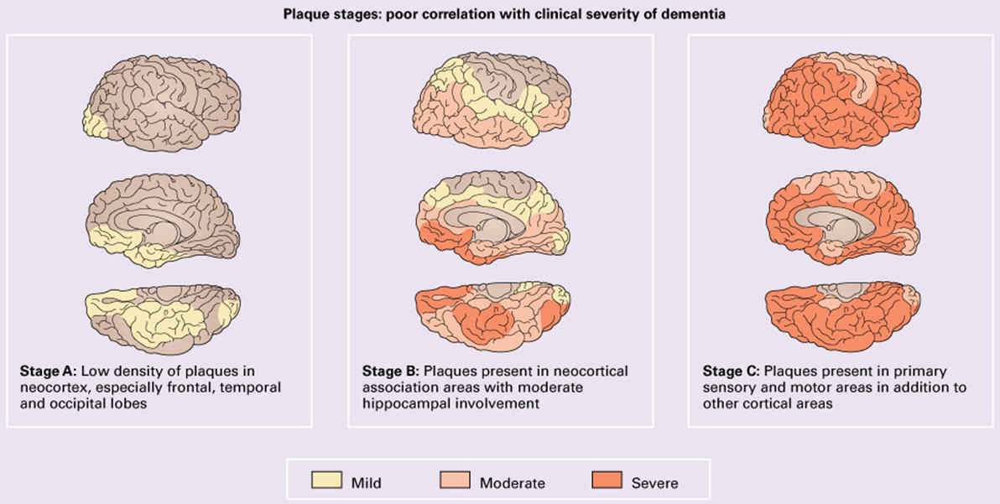 Plaque stages: poor correlation with clinical severity of dementia
Stage A: Low density of plaques in
neocortex, especially frontal, temporal
and occipital lobes
Stage B: Plaques present in neocortical
association areas with moderate
hippocampal involvement
Stage C: Plaques present in primary
sensory and motor areas in addition to
other cortical areas
Mild
Moderate
Severe